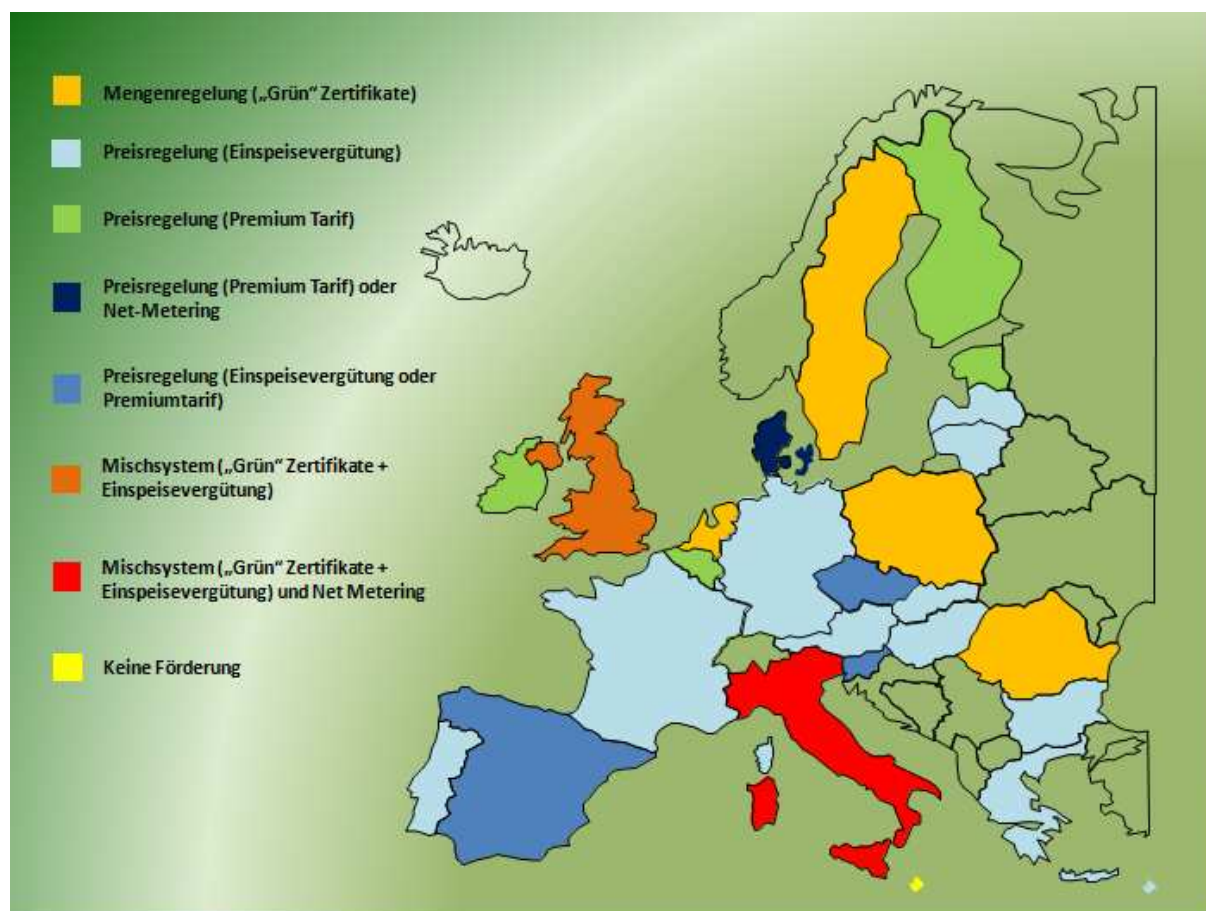 Mengenregelung („Grün“ Zertifikate)
Preisregelung (Einspeisevergütung)
Preisregelung (Premium Tarif)
Preisregelung (Premium Tarif) oder
Net-Metering
Preisregelung (Einspeisevergütung oder
Premiumtarif)
Mischsystem („Grün“ Zertifikate +
Einspeisevergütung)
Mischsystem („Grün“ Zertifikate +
Einspeisevergütung) und Net Metering
Keine Förderung